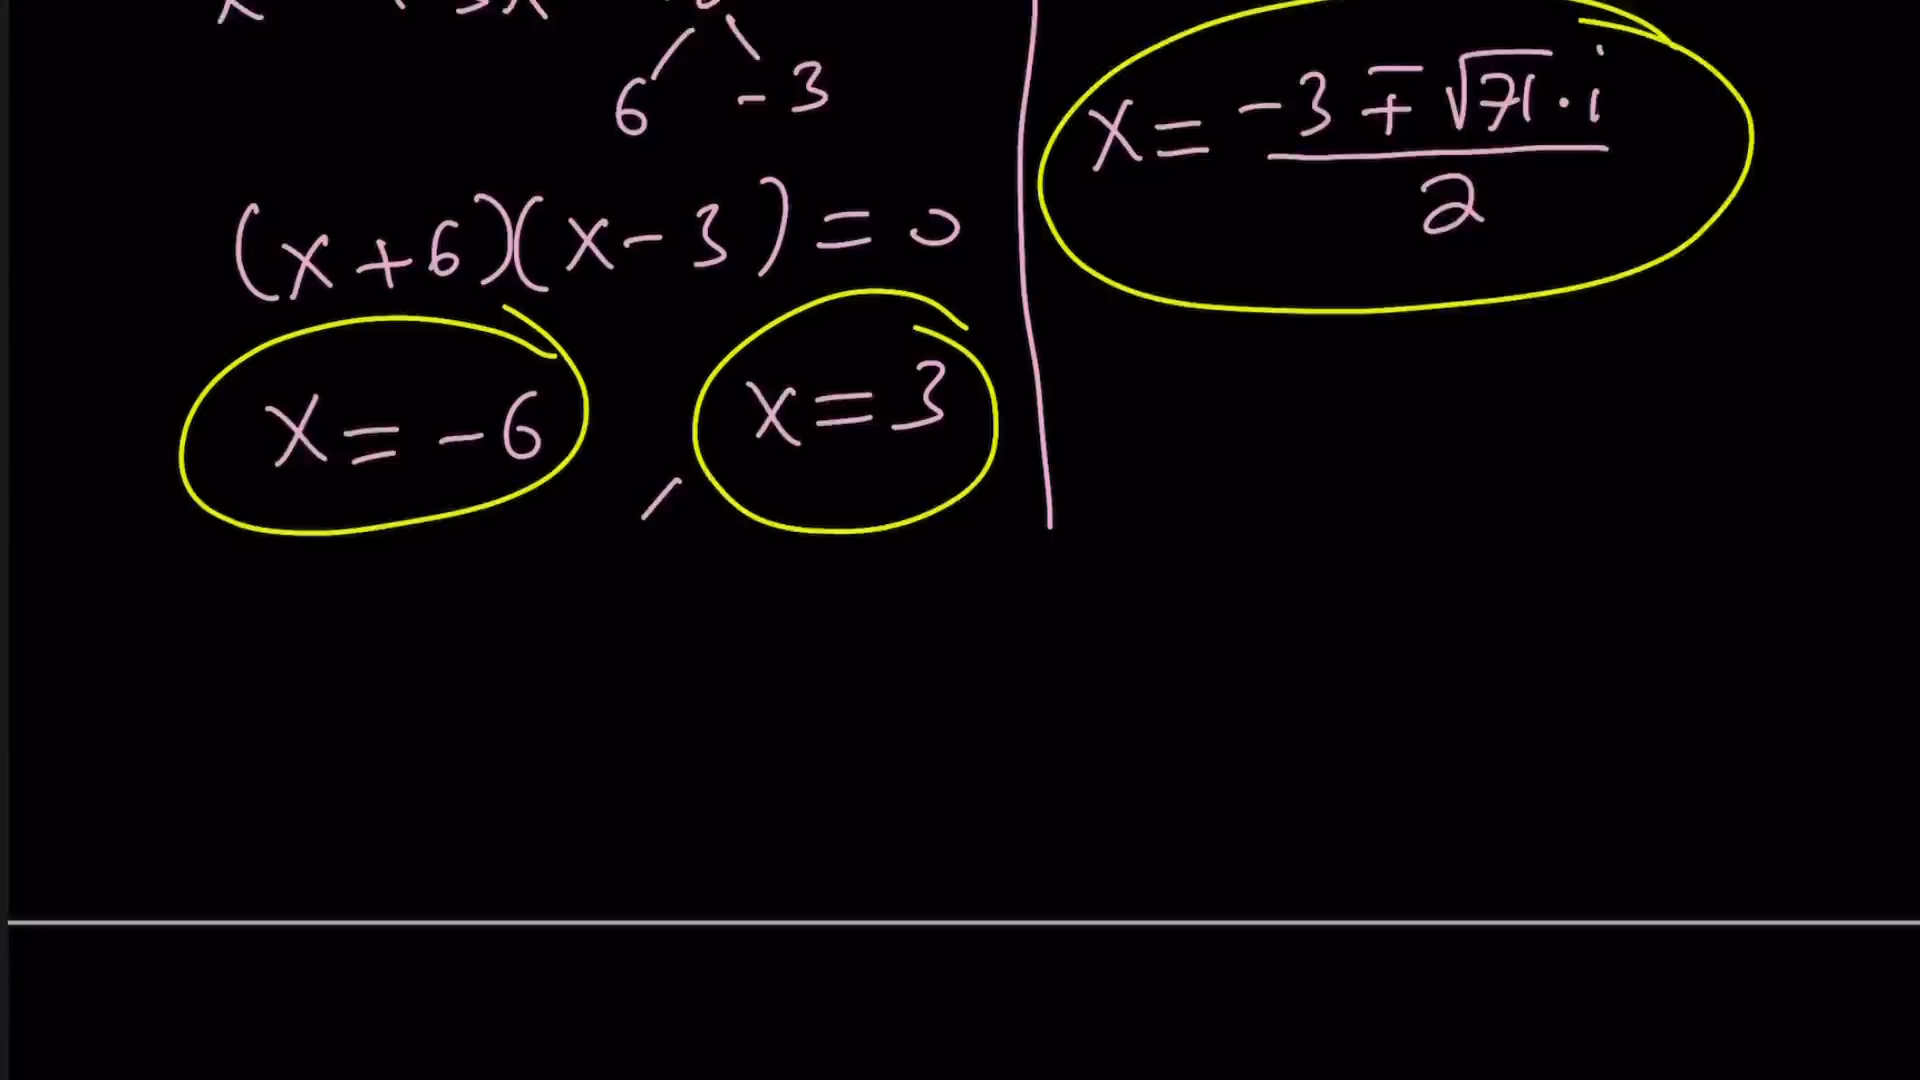 6 -3
(x+6)(x-3)=0
x=-6 , x=3
x= (-3 ∓ √71 · i) / 2